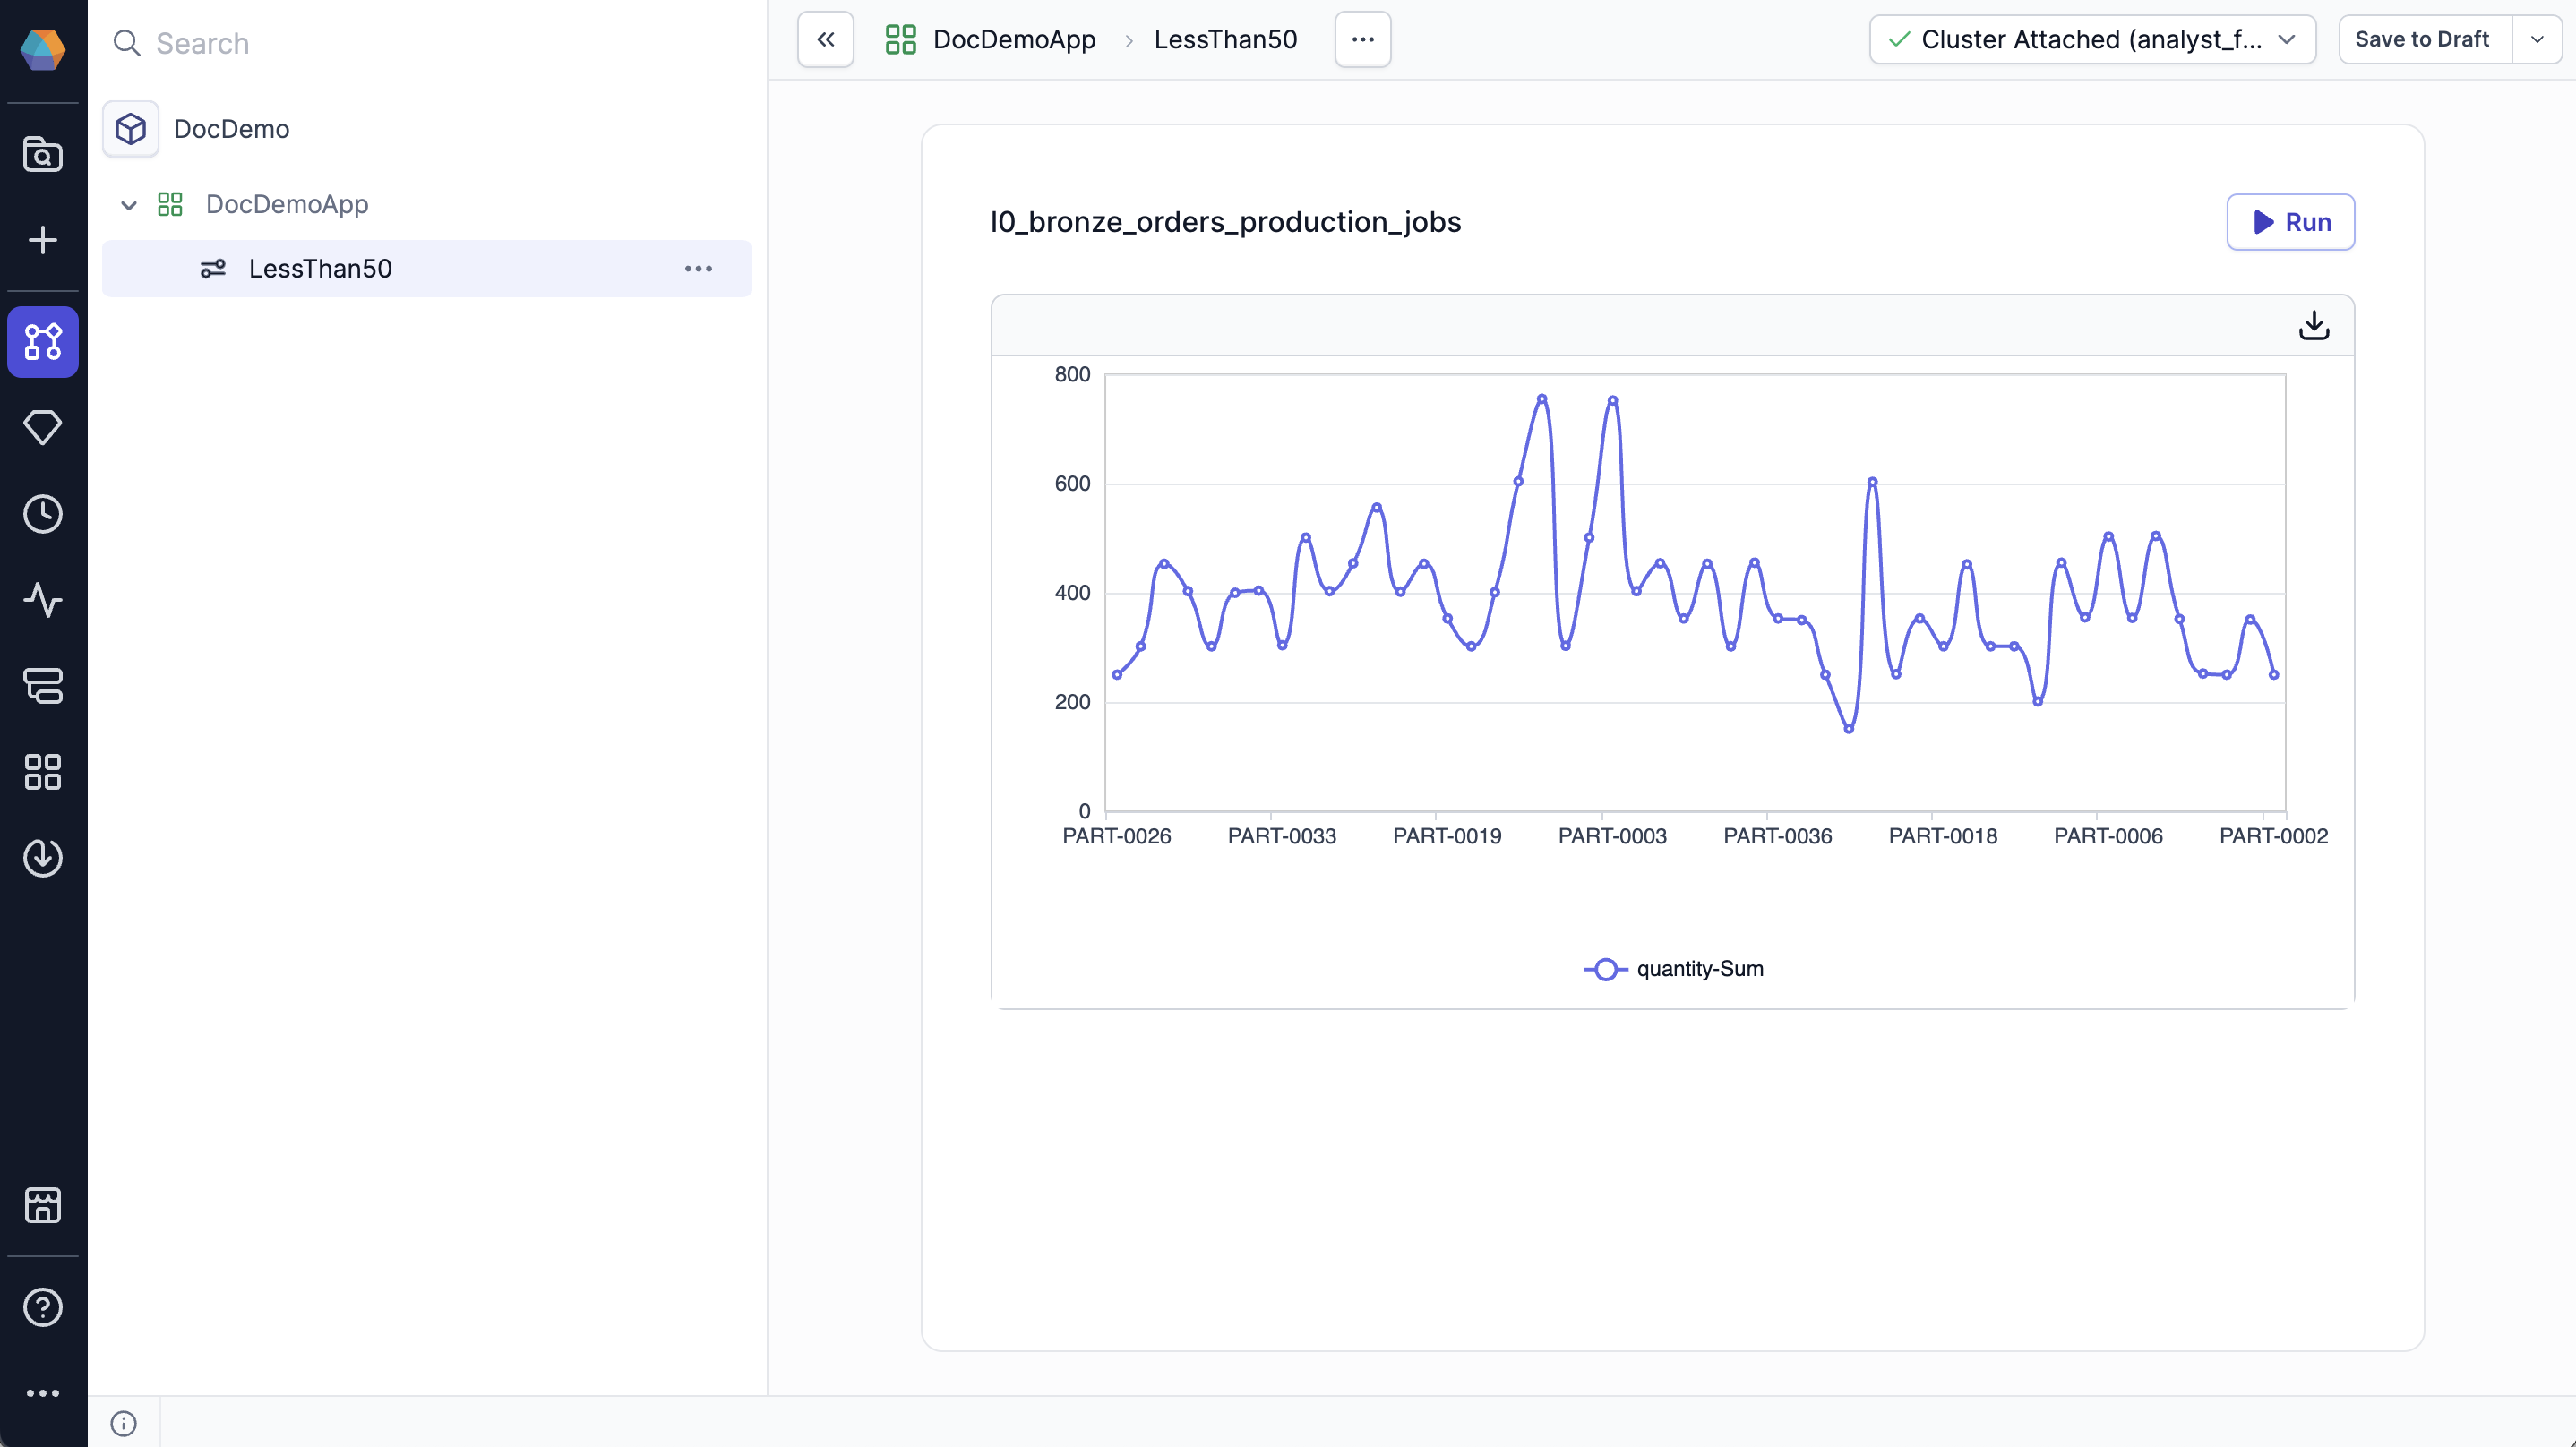 Search
DocDemo
DocDemoApp
LessThan50
DocDemoApp
LessThan50
Cluster Attached (analyst_f...
Save to Draft
l0_bronze_orders_production_jobs
Run
800
600
400
200
0
PART-0026 PART-0033 PART-0019 PART-0003 PART-0036 PART-0018 PART-0006 PART-0002
quantity-Sum